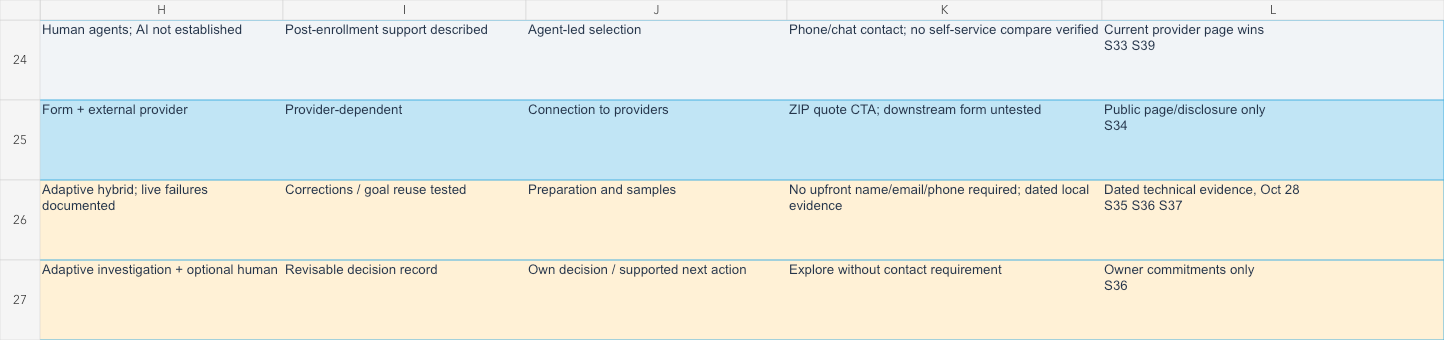 H I J K L
24 Human agents; AI not established Post-enrollment support described Agent-led selection Phone/chat contact; no self-service compare verified Current provider page wins
S33 S39
25 Form + external provider Provider-dependent Connection to providers ZIP quote CTA; downstream form untested Public page/disclosure only
S34
26 Adaptive hybrid; live failures Corrections / goal reuse tested Preparation and samples No upfront name/email/phone required; dated local Dated technical evidence, Oct 28
documented evidence S35 S36 S37
27 Adaptive investigation + optional human Revisable decision record Own decision / supported next action Explore without contact requirement Owner commitments only
S36